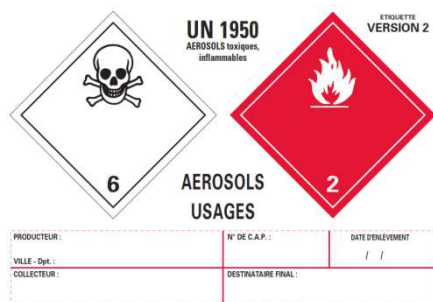 UN 1950
AEROSOLS toxiques,
inflammables
ETIQUETTE
VERSION 2
6
2
AEROSOLS
USAGES
PRODUCTEUR :
N° DE C.A.P. :
DATE D'ENLÈVEMENT
/ /
VILLE - Dpt. :
COLLECTEUR :
DESTINATAIRE FINAL :